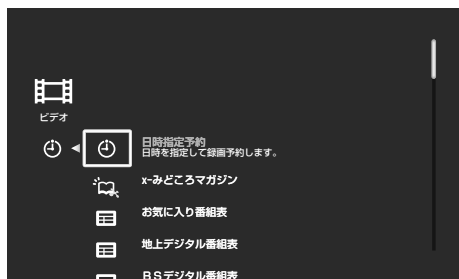 ビデオ
日時指定予約
日時を指定して録画予約します。
x-みどころマガジン
お気に入り番組表
地上デジタル番組表
BSデジタル番組表